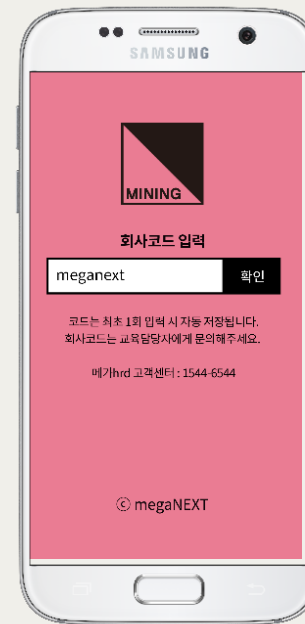 SAMSUNG
MINING
회사코드 입력
meganext 확인
코드는 최초 1회 입력 시 자동 저장됩니다.
회사코드는 교육담당자에게 문의해주세요.
메가hrd 고객센터 : 1544-6544
ⓒ megaNEXT